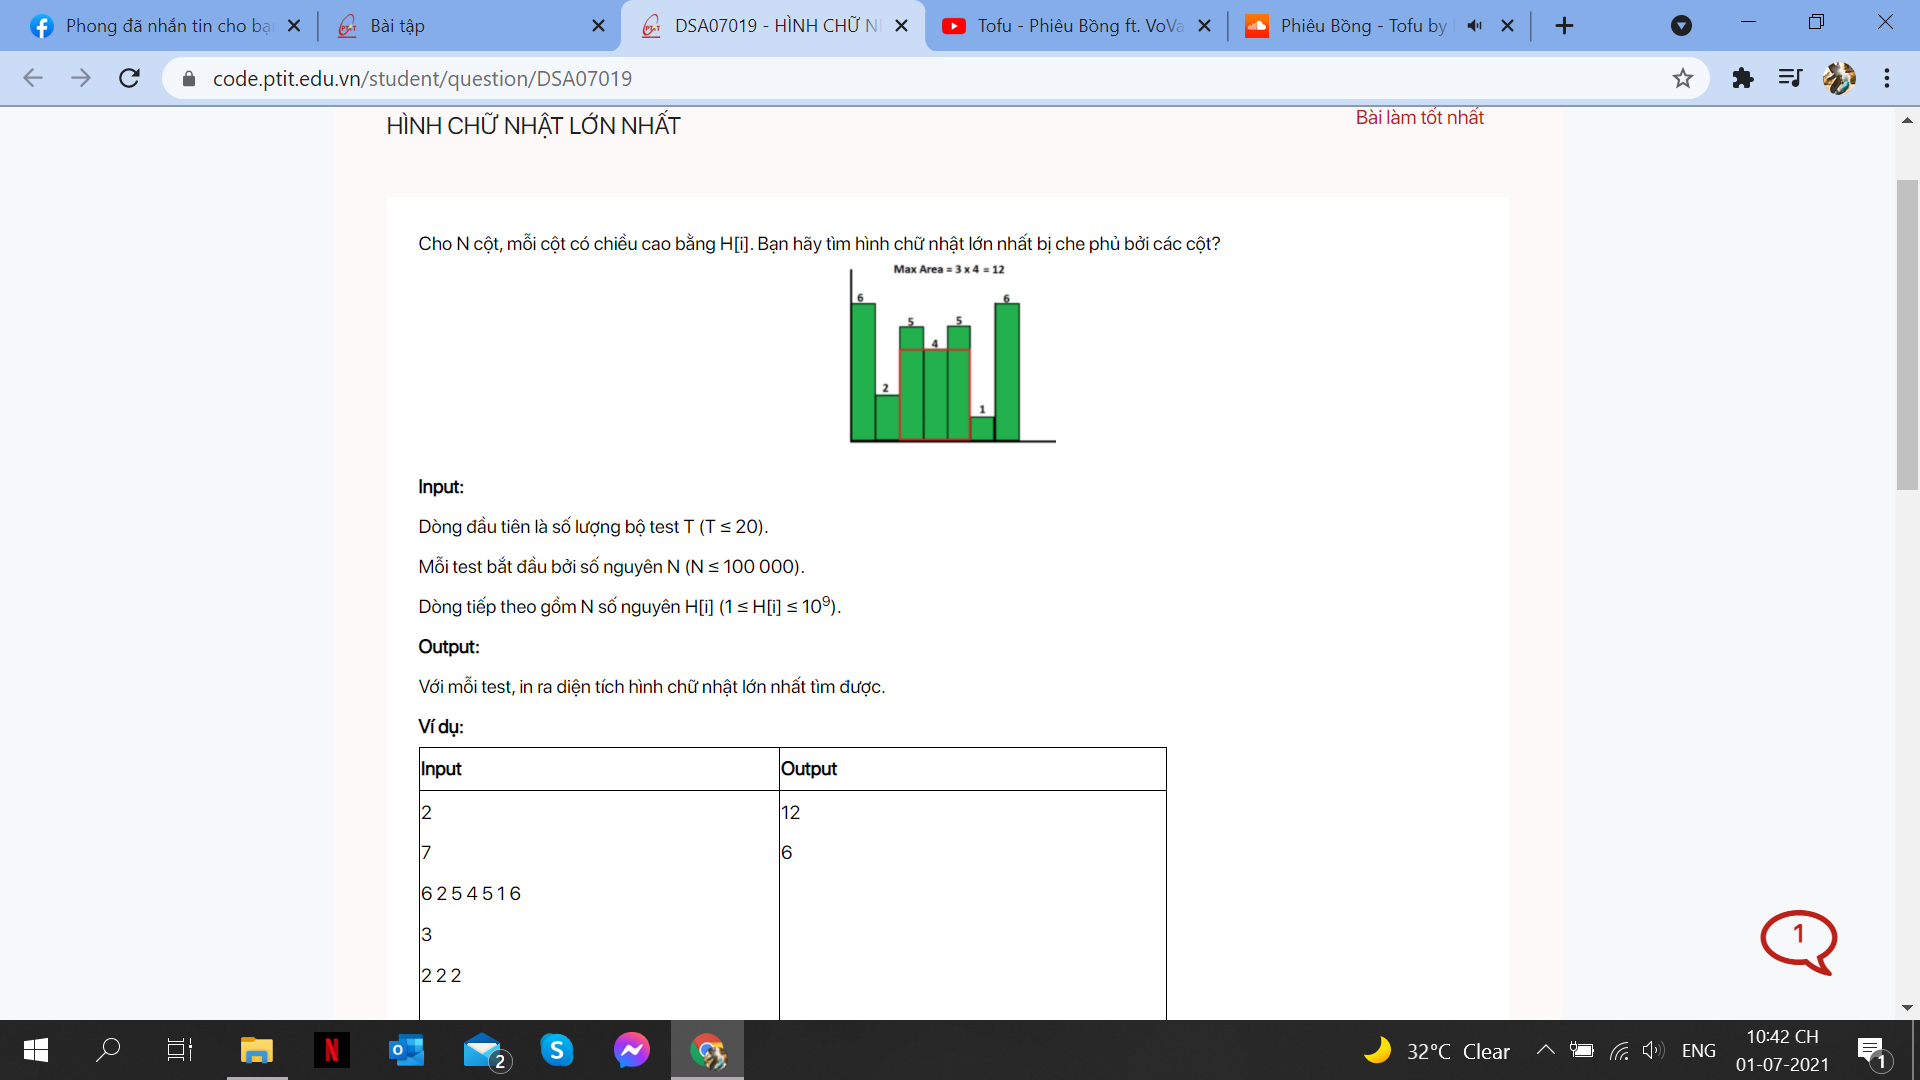 Phong đã nhắn tin cho bạ
Bài tập
DSA07019 - HÌNH CHỮ N
Tofu - Phiêu Bồng ft. VoVa
Phiêu Bồng - Tofu by
code.ptit.edu.vn/student/question/DSA07019
HÌNH CHỮ NHẬT LỚN NHẤT
Bài làm tốt nhất
Cho N cột, mỗi cột có chiều cao bằng H[i]. Bạn hãy tìm hình chữ nhật lớn nhất bị che phủ bởi các cột?
Max Area = 3 x 4 = 12
6
2
5
4
5
1
6
Input:
Dòng đầu tiên là số lượng bộ test T (T ≤ 20).
Mỗi test bắt đầu bởi số nguyên N (N ≤ 100 000).
Dòng tiếp theo gồm N số nguyên H[i] (1 ≤ H[i] ≤ 10⁹).
Output:
Với mỗi test, in ra diện tích hình chữ nhật lớn nhất tìm được.
Ví dụ:
Input
Output
2
12
7
6
6 2 5 4 5 1 6
3
2 2 2
1
32°C Clear
ENG
10:42 CH
01-07-2021
2
1